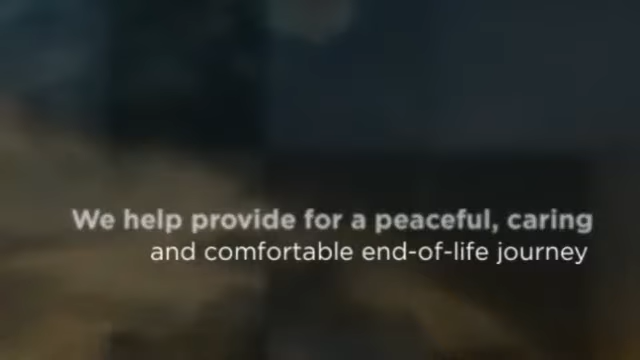 We help provide for a peaceful, caring
and comfortable end-of-life journey